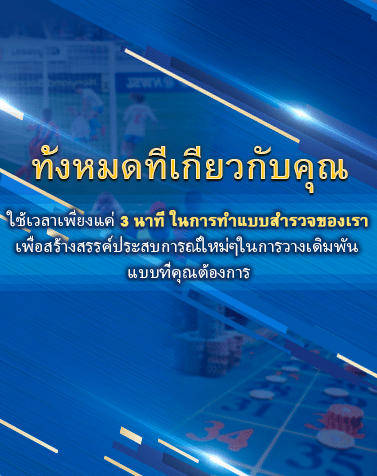 ทั้งหมดที่เกี่ยวกับคุณ
ใช้เวลาเพียงแค่ 3 นาที ในการทำแบบสำรวจของเรา
เพื่อสร้างสรรค์ประสบการณ์ใหม่ๆในการวางเดิมพัน
แบบที่คุณต้องการ
34
31
35